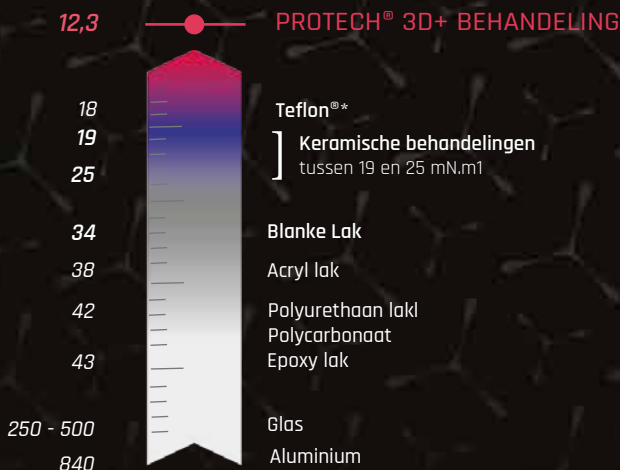 12,3 PROTECH® 3D+ BEHANDELING
18 Teflon®*
19 Keramische behandelingen
tussen 19 en 25 mN.m1
25
34 Blanke Lak
38 Acryl lak
42 Polyurethaan lakl
Polycarbonaat
43 Epoxy lak
250 - 500 Glas
840 Aluminium